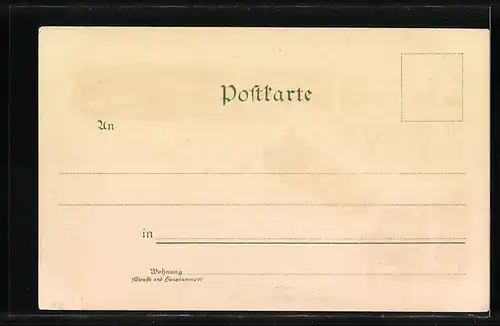 Postkarte
An
in
Wohnung
(Straße und Hausnummer)